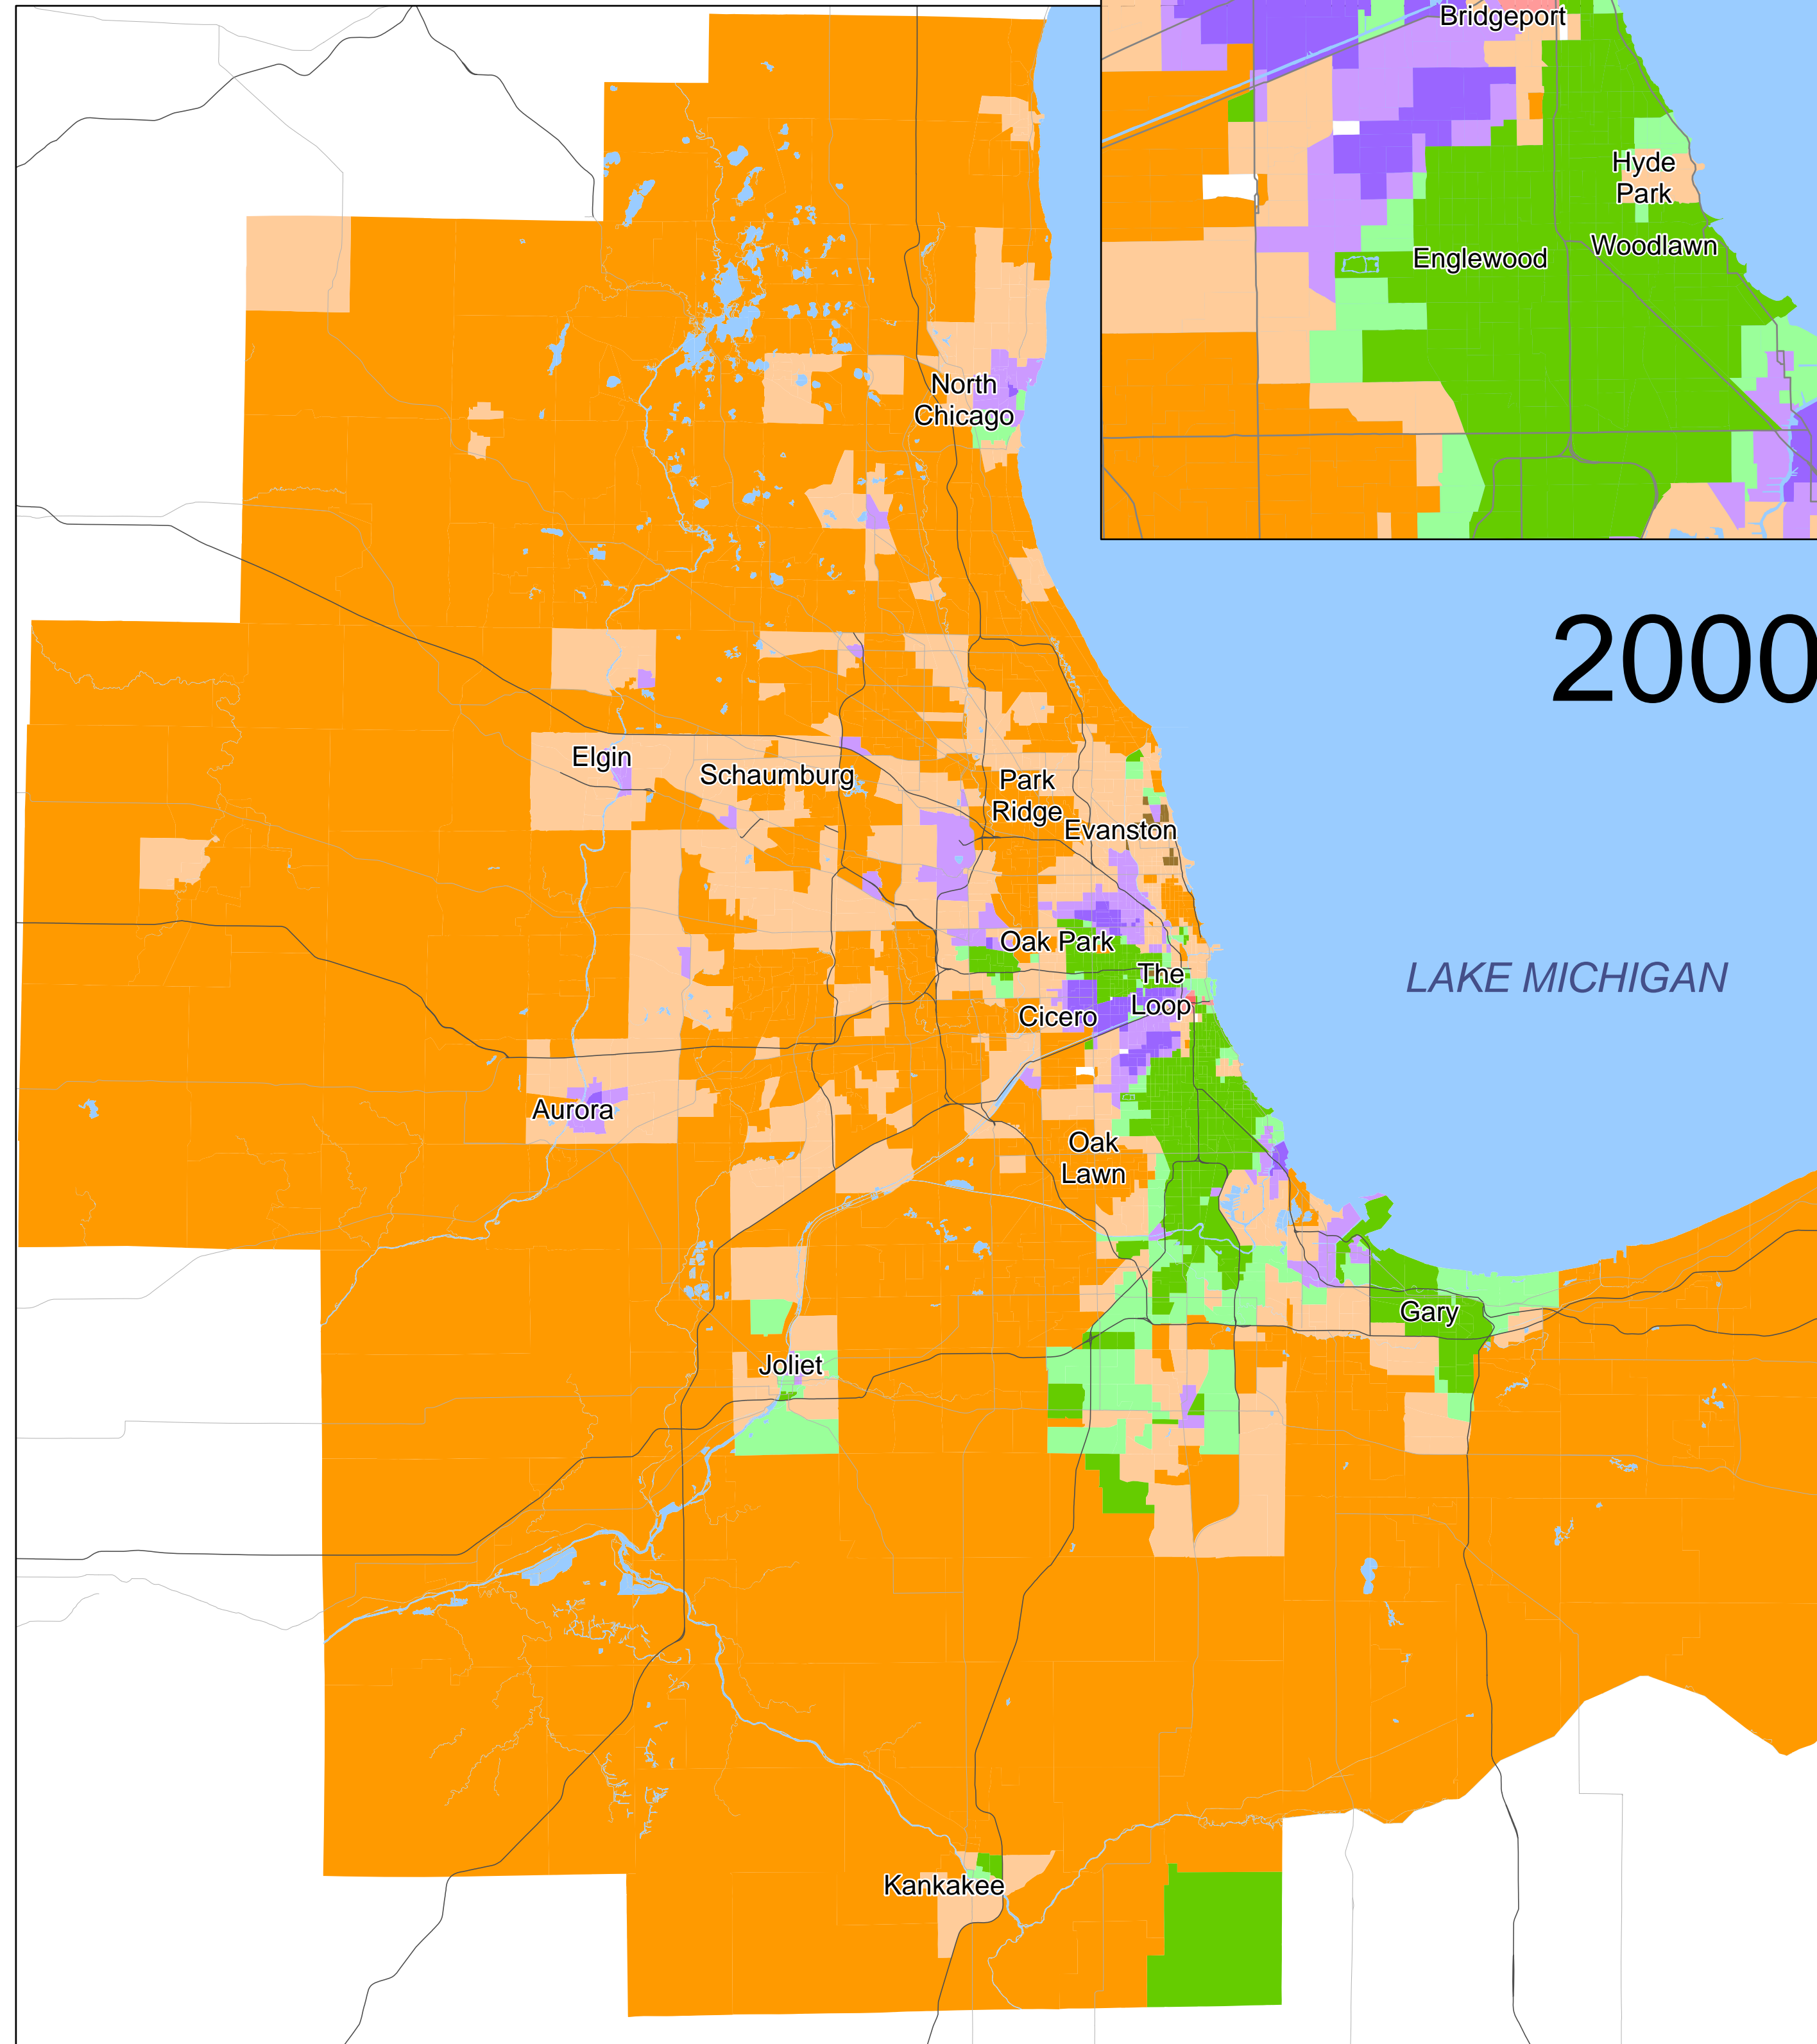 Bridgeport
Hyde
Park
Woodlawn
Englewood
North
Chicago
2000
Elgin
Schaumburg
Park
Ridge
Evanston
Oak Park
The
Loop
LAKE MICHIGAN
Cicero
Aurora
Oak
Lawn
Gary
Joliet
Kankakee